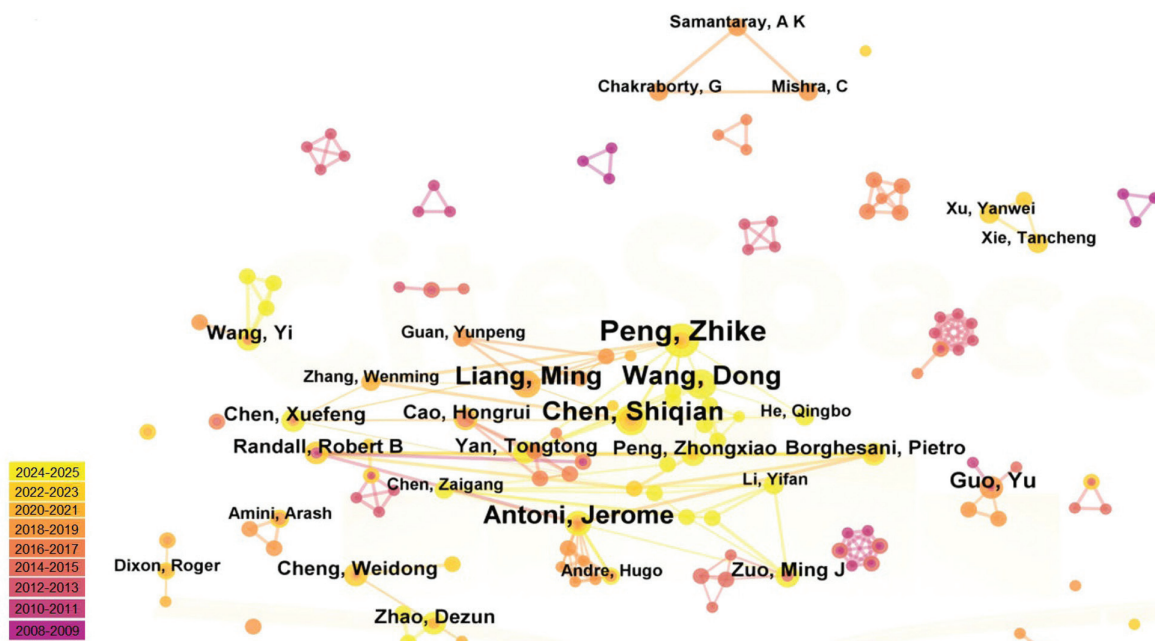 Samantaray, A K
Chakraborty, G
Mishra, C
Xu, Yanwei
Xie, Tancheng
CiteSpace
Wang, Yi
Guan, Yunpeng
Peng, Zhike
Zhang, Wenming
Liang, Ming
Wang, Dong
Chen, Xuefeng
Cao, Hongrui
Chen, Shiqian
He, Qingbo
Randall, Robert B
Yan, Tongtong
Peng, Zhongxiao
Borghesani, Pietro
Chen, Zaigang
Li, Yifan
Guo, Yu
Amini, Arash
Antoni, Jerome
Dixon, Roger
Cheng, Weidong
Andre, Hugo
Zuo, Ming J
Zhao, Dezun
2024-2025
2022-2023
2020-2021
2018-2019
2016-2017
2014-2015
2012-2013
2010-2011
2008-2009